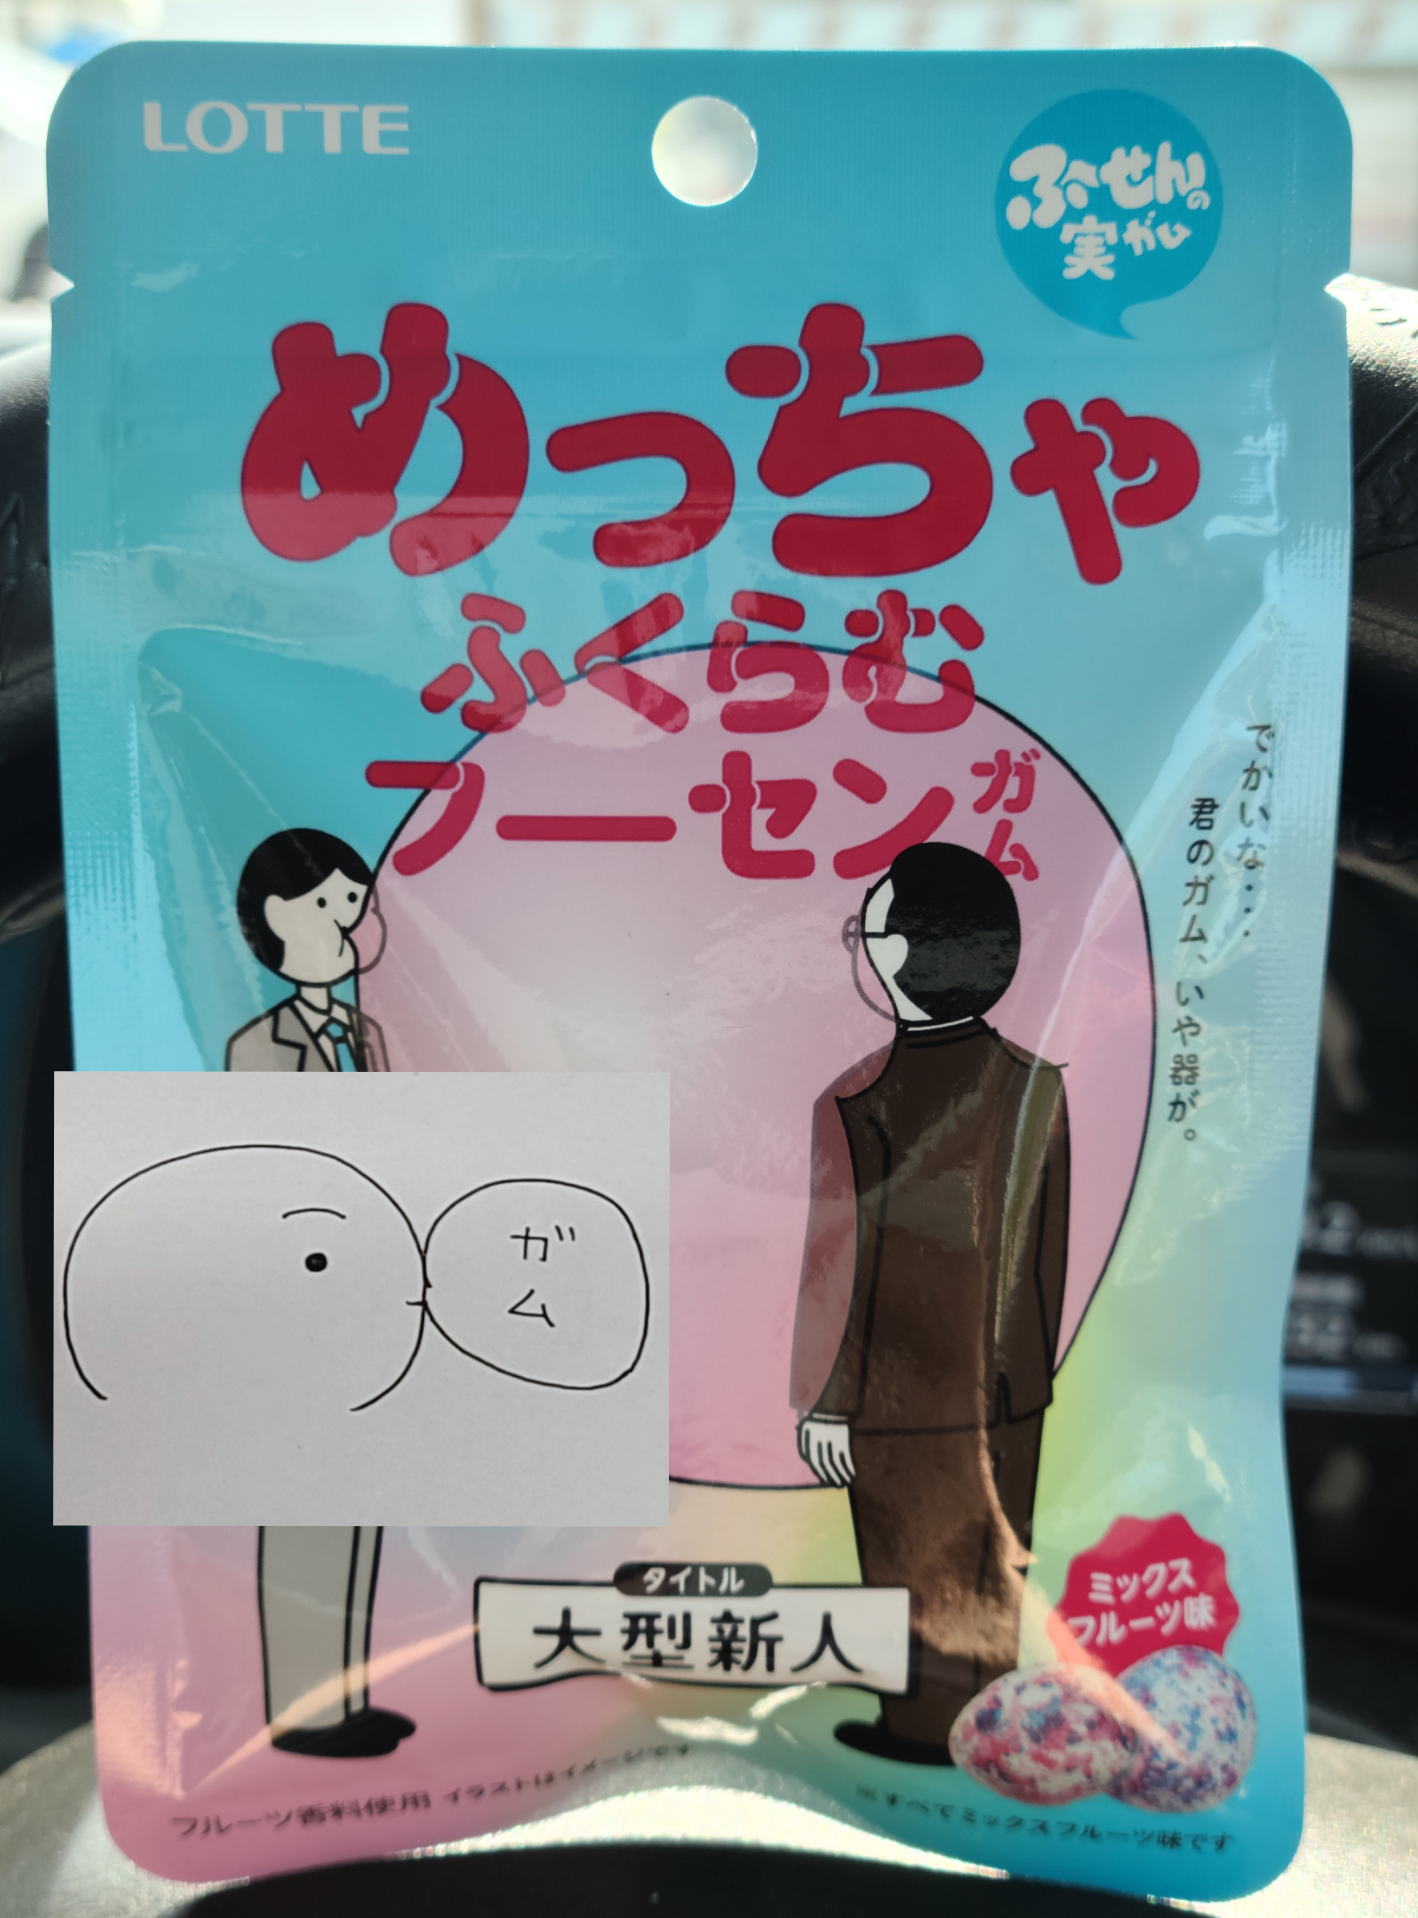 LOTTE
ふ〜せんの
実ガム
めっちゃ
ふくらむ
フーセンガム
でかいな・・・
君のガム、いや器が。
ガ
ム
タイトル
大型新人
ミックス
フルーツ味
フルーツ香料使用 イラストはイメージです
※すべてミックスフルーツ味です